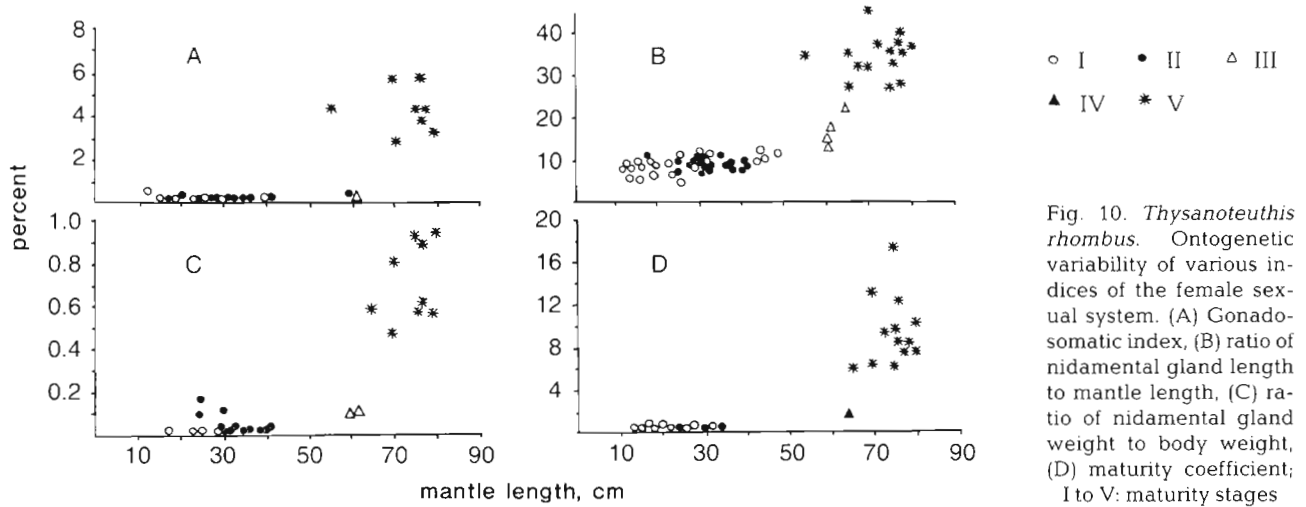 8
6
4
2
A
40
30
20
10
B
percent
1.0
0.8
0.6
0.4
0.2
C
10 30 50 70 90
20
16
12
8
4
D
10 30 50 70 90
mantle length, cm
I II III
IV V
Fig. 10. Thysanoteuthis
rhombus. Ontogenetic
variability of various in-
dices of the female sex-
ual system. (A) Gonado-
somatic index, (B) ratio of
nidamental gland length
to mantle length, (C) ra-
tio of nidamental gland
weight to body weight,
(D) maturity coefficient;
I to V: maturity stages